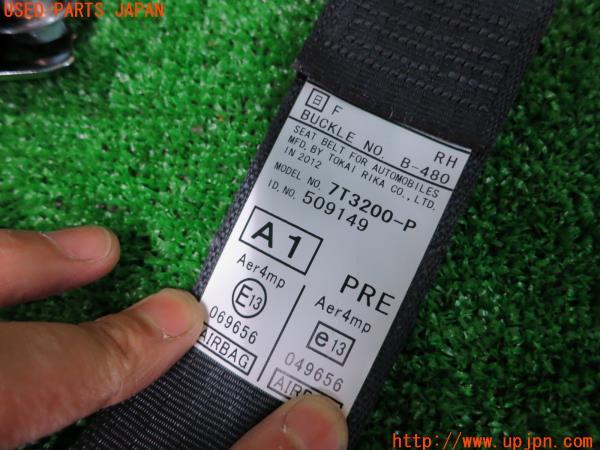 USED PARTS JAPAN
日 F RH
BUCKLE NO. B-480
SEAT BELT FOR AUTOMOBILES
MFD. BY TOKAI RIKA CO., LTD.
IN 2012
MODEL NO. 7T3200-P
ID. NO. 509149
A1
PRE
Aer4mp
E13
069656
AIRBAG
Aer4mp
e13
049656
http://www.upjpn.com/